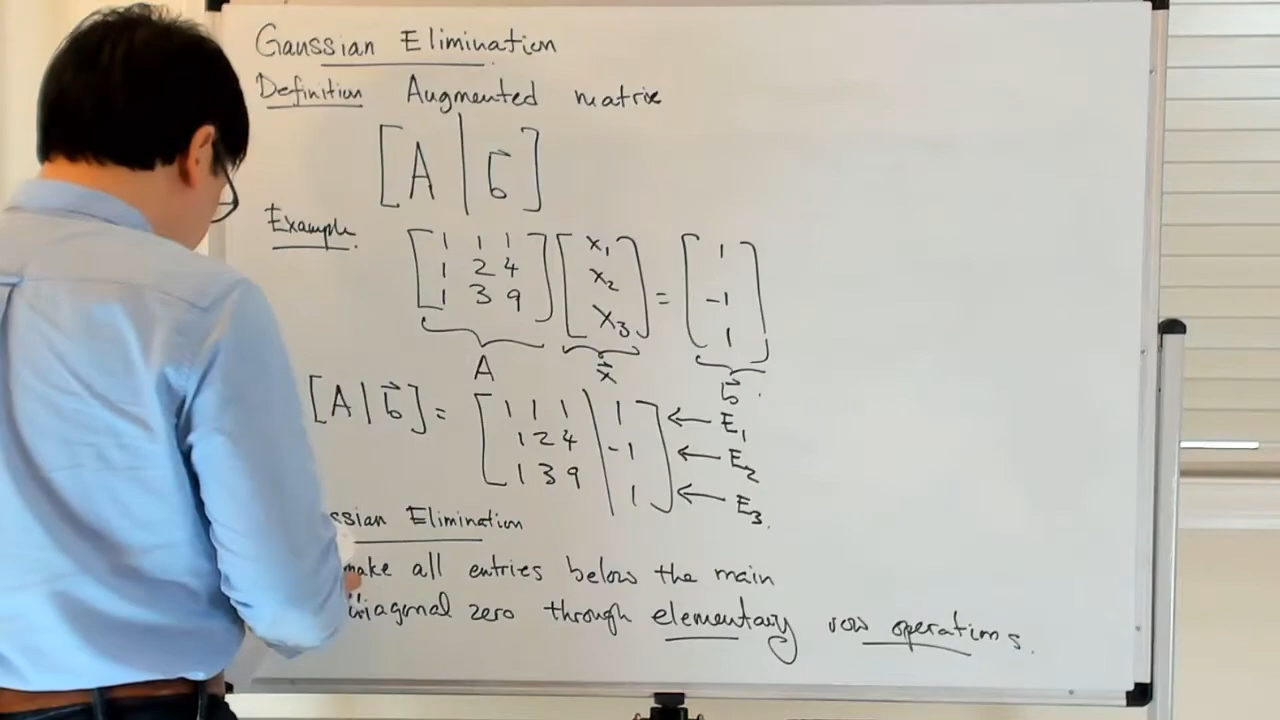 Gaussian Elimination
Definition Augmented matrix
[A | b⃗]
Example.
[1 1 1] [x₁] [1]
[1 2 4] [x₂] = [-1]
[1 3 9] [x₃] [1]
A x⃗ b⃗.
[A | b⃗] = [1 1 1 | 1] ← E₁
[1 2 4 | -1] ← E₂
[1 3 9 | 1] ← E₃.
ssian Elimination
make all entries below the main
diagonal zero through elementary row operations.